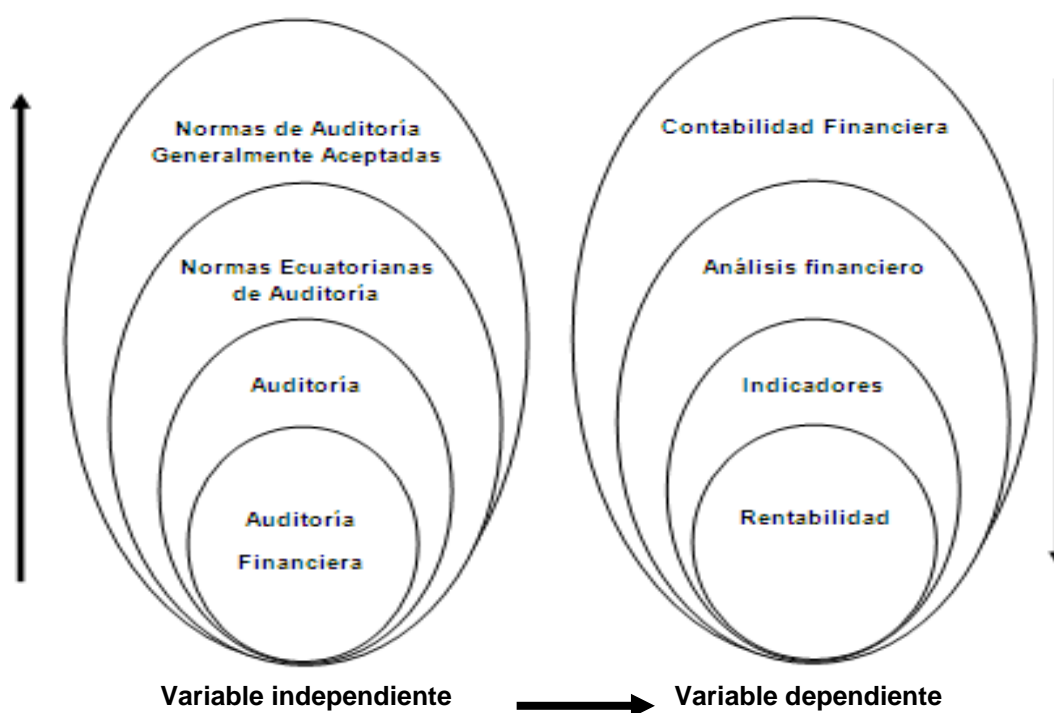 Normas de Auditoría
Generalmente Aceptadas
Normas Ecuatorianas
de Auditoría
Auditoría
Auditoría
Financiera
Contabilidad Financiera
Análisis financiero
Indicadores
Rentabilidad
Variable independiente
Variable dependiente